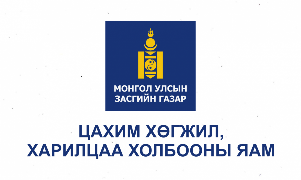 МОНГОЛ УЛСЫН
ЗАСГИЙН ГАЗАР
ЦАХИМ ХӨГЖИЛ,
ХАРИЛЦАА ХОЛБООНЫ ЯАМ